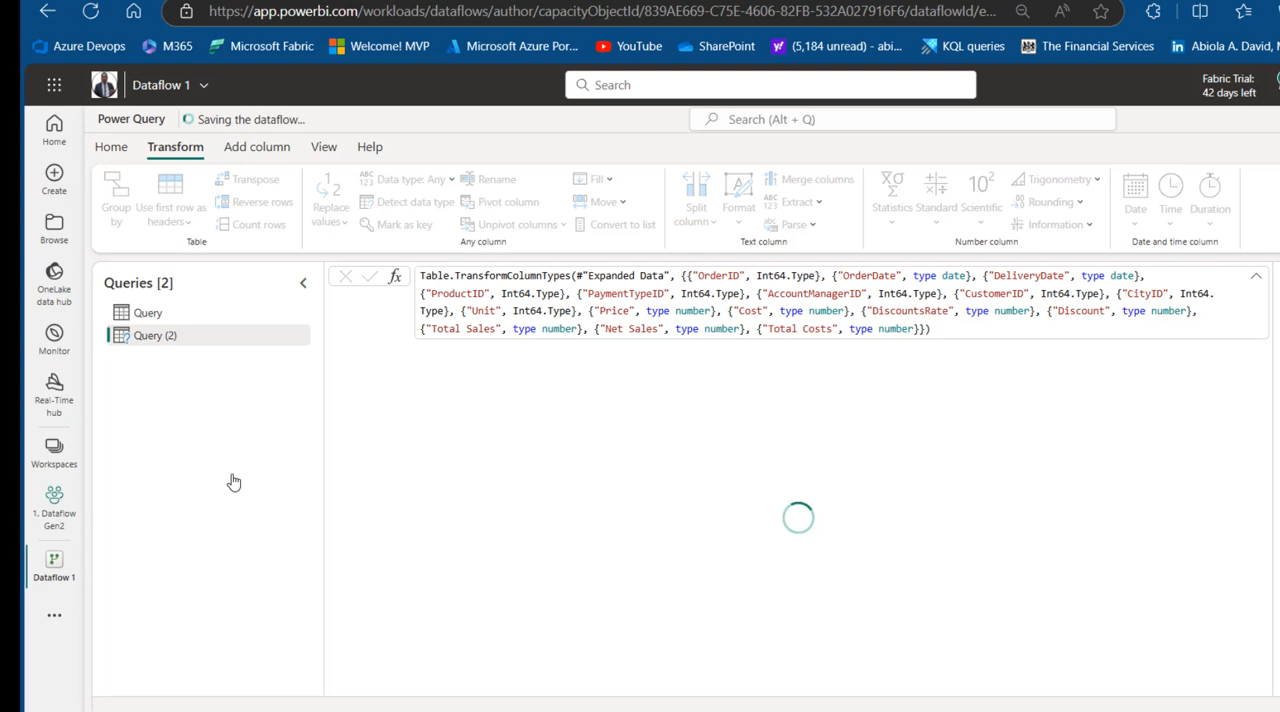 https://app.powerbi.com/workloads/dataflows/author/capacityObjectId/839AE669-C75E-4606-82FB-532A027916F6/dataflowId/e...
Azure Devops M365 Microsoft Fabric Welcome! MVP Microsoft Azure Por... YouTube SharePoint (5,184 unread) - abi... KQL queries The Financial Services Abiola A. David, M
Dataflow 1 Search Fabric Trial:
42 days left
Power Query Saving the dataflow... Search (Alt + Q)
Home Transform Add column View Help
Group by
Use first row as headers
Transpose
Reverse rows
Count rows
Table
Replace values
Data type: Any
Detect data type
Mark as key
Rename
Pivot column
Unpivot columns
Fill
Move
Convert to list
Any column
Split column
Format
Merge columns
Extract
Parse
Text column
Statistics
Standard
Scientific
Trigonometry
Rounding
Information
Number column
Date
Time
Duration
Date and time column
Home
Create
Browse
OneLake
data hub
Monitor
Real-Time
hub
Workspaces
1. Dataflow
Gen2
Dataflow 1
Queries [2]
Query
Query (2)
fx
Table.TransformColumnTypes(#"Expanded Data", {{"OrderID", Int64.Type}, {"OrderDate", type date}, {"DeliveryDate", type date},
{"ProductID", Int64.Type}, {"PaymentTypeID", Int64.Type}, {"AccountManagerID", Int64.Type}, {"CustomerID", Int64.Type}, {"CityID", Int64.
Type}, {"Unit", Int64.Type}, {"Price", type number}, {"Cost", type number}, {"DiscountsRate", type number}, {"Discount", type number},
{"Total Sales", type number}, {"Net Sales", type number}, {"Total Costs", type number}})